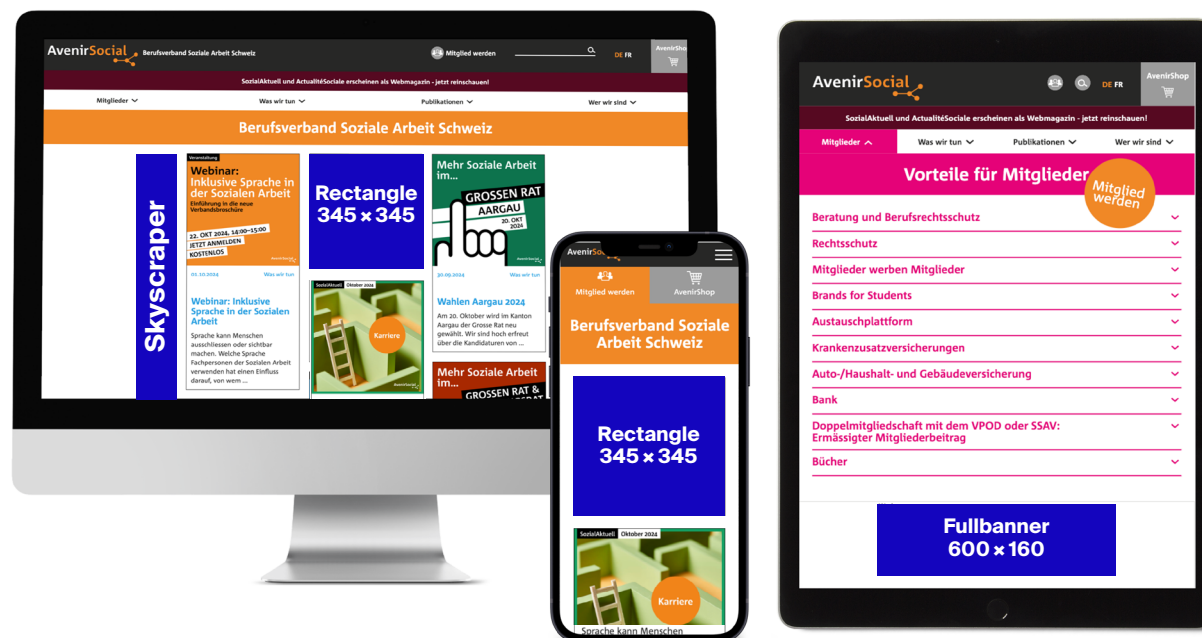 AvenirSocial
Berufsverband Soziale Arbeit Schweiz
Mitglied werden
DE FR
AvenirShop
SozialAktuell und ActualitéSociale erscheinen als Webmagazin - jetzt reinschauen!
Mitglieder
Was wir tun
Publikationen
Wer wir sind
Berufsverband Soziale Arbeit Schweiz
Skyscraper
Veranstaltung
Webinar:
Inklusive Sprache in
der Sozialen Arbeit
Einführung in die neue
Verbandsbroschüre
22. OKT 2024, 14:00–15:00
JETZT ANMELDEN
KOSTENLOS
AvenirSocial
01.10.2024
Was wir tun
Webinar: Inklusive
Sprache in der Sozialen
Arbeit
Sprache kann Menschen
ausschliessen oder sichtbar
machen. Welche Sprache
Fachpersonen der Sozialen Arbeit
verwenden hat einen Einfluss
darauf, von wem ...
Rectangle
345 × 345
SozialAktuell
Oktober 2024
Karriere
AvenirSocial
Mehr Soziale Arbeit
im...
GROSSEN RAT
AARGAU
20. OKT
2024
30.09.2024
Was wir tun
Wahlen Aargau 2024
Am 20. Oktober wird im Kanton
Aargau der Grosse Rat neu
gewählt. Wir sind hoch erfreut
über die Kandidaturen von ...
Mehr Soziale Arbeit
im...
GROSSEN RAT &
AvenirSo
Mitglied werden
AvenirShop
Berufsverband Soziale
Arbeit Schweiz
Rectangle
345 × 345
SozialAktuell
Oktober 2024
Karriere
Sprache kann Menschen
AvenirSocial
DE FR
AvenirShop
SozialAktuell und ActualitéSociale erscheinen als Webmagazin - jetzt reinschauen!
Mitglieder
Was wir tun
Publikationen
Wer wir sind
Vorteile für Mitglieder
Mitglied
werden
Beratung und Berufsrechtsschutz
Rechtsschutz
Mitglieder werben Mitglieder
Brands for Students
Austauschplattform
Krankenzusatzversicherungen
Auto-/Haushalt- und Gebäudeversicherung
Bank
Doppelmitgliedschaft mit dem VPOD oder SSAV:
Ermässigter Mitgliederbeitrag
Bücher
Fullbanner
600 × 160